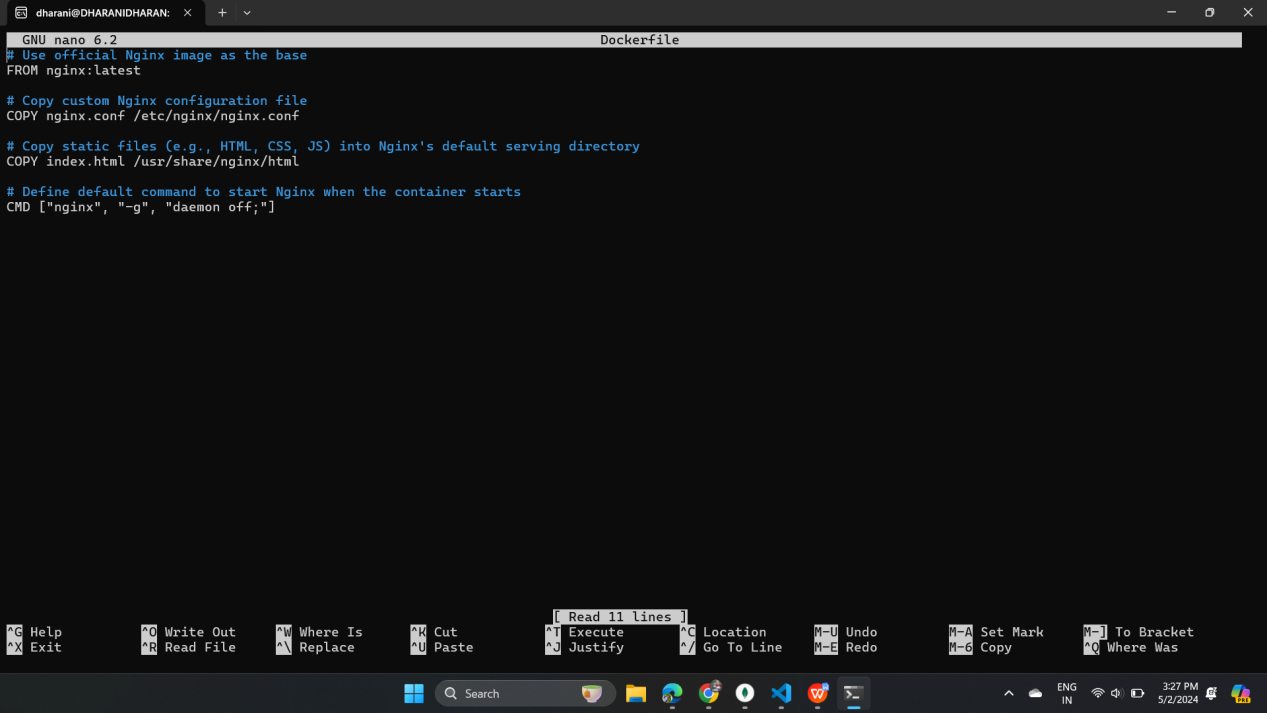 dharani@DHARANIDHARAN:
GNU nano 6.2 Dockerfile
# Use official Nginx image as the base
FROM nginx:latest
# Copy custom Nginx configuration file
COPY nginx.conf /etc/nginx/nginx.conf
# Copy static files (e.g., HTML, CSS, JS) into Nginx's default serving directory
COPY index.html /usr/share/nginx/html
# Define default command to start Nginx when the container starts
CMD ["nginx", "-g", "daemon off;"]
[ Read 11 lines ]
^G Help ^O Write Out ^W Where Is ^K Cut ^T Execute ^C Location M-U Undo M-A Set Mark M-] To Bracket
^X Exit ^R Read File ^\ Replace ^U Paste ^J Justify ^/ Go To Line M-E Redo M-6 Copy ^Q Where Was
Search
ENG
IN
3:27 PM
5/2/2024
PRE